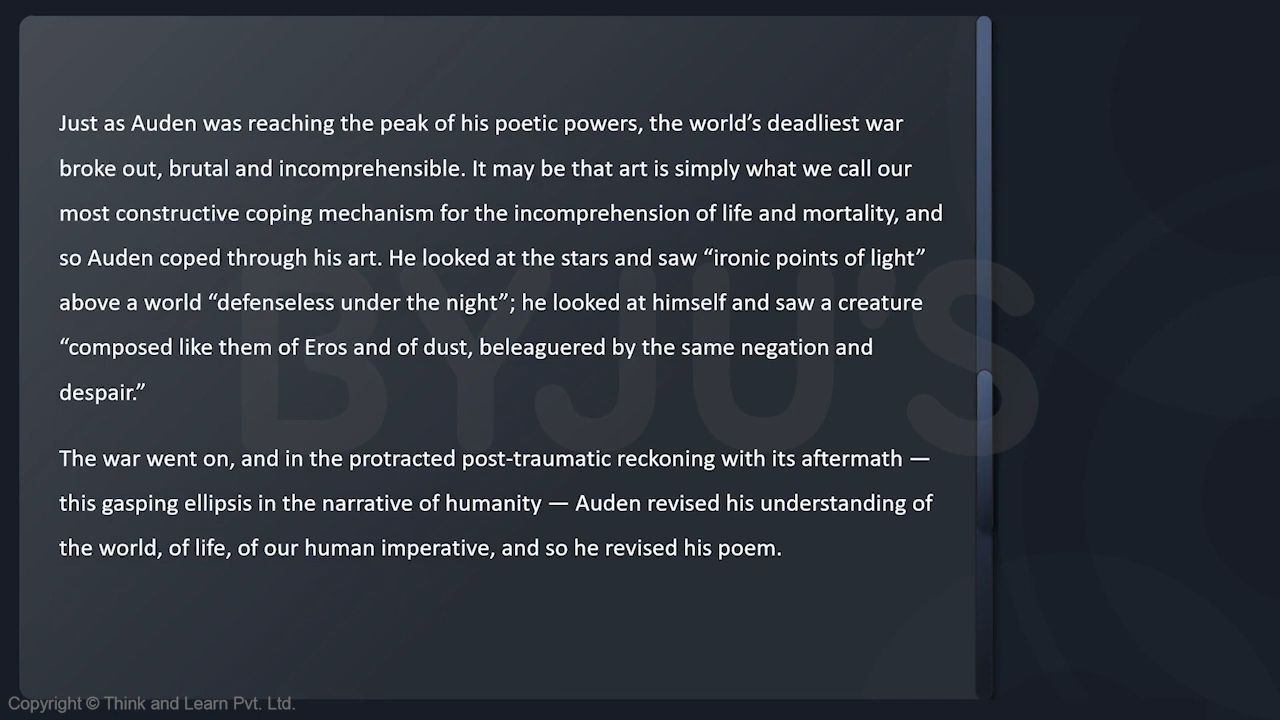 Just as Auden was reaching the peak of his poetic powers, the world’s deadliest war
broke out, brutal and incomprehensible. It may be that art is simply what we call our
most constructive coping mechanism for the incomprehension of life and mortality, and
so Auden coped through his art. He looked at the stars and saw “ironic points of light”
above a world “defenseless under the night”; he looked at himself and saw a creature
“composed like them of Eros and of dust, beleaguered by the same negation and
despair.”
The war went on, and in the protracted post-traumatic reckoning with its aftermath —
this gasping ellipsis in the narrative of humanity — Auden revised his understanding of
the world, of life, of our human imperative, and so he revised his poem.
BYJU'S
Copyright © Think and Learn Pvt. Ltd.